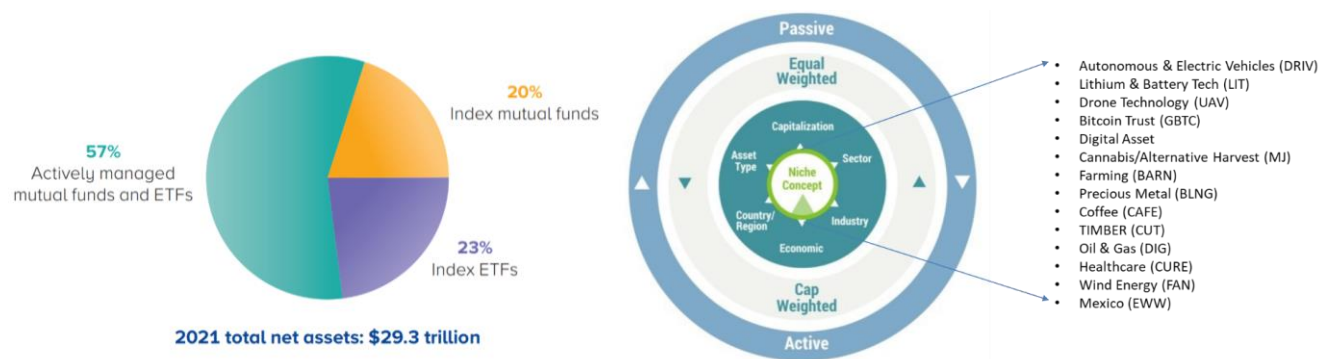 57%
Actively managed
mutual funds and ETFs
20%
Index mutual funds
23%
Index ETFs
2021 total net assets: $29.3 trillion
Passive
Equal
Weighted
Capitalization
Asset
Type
Sector
Niche
Concept
Country/
Region
Industry
Economic
Cap
Weighted
Active
• Autonomous & Electric Vehicles (DRIV)
• Lithium & Battery Tech (LIT)
• Drone Technology (UAV)
• Bitcoin Trust (GBTC)
• Digital Asset
• Cannabis/Alternative Harvest (MJ)
• Farming (BARN)
• Precious Metal (BLNG)
• Coffee (CAFE)
• TIMBER (CUT)
• Oil & Gas (DIG)
• Healthcare (CURE)
• Wind Energy (FAN)
• Mexico (EWW)